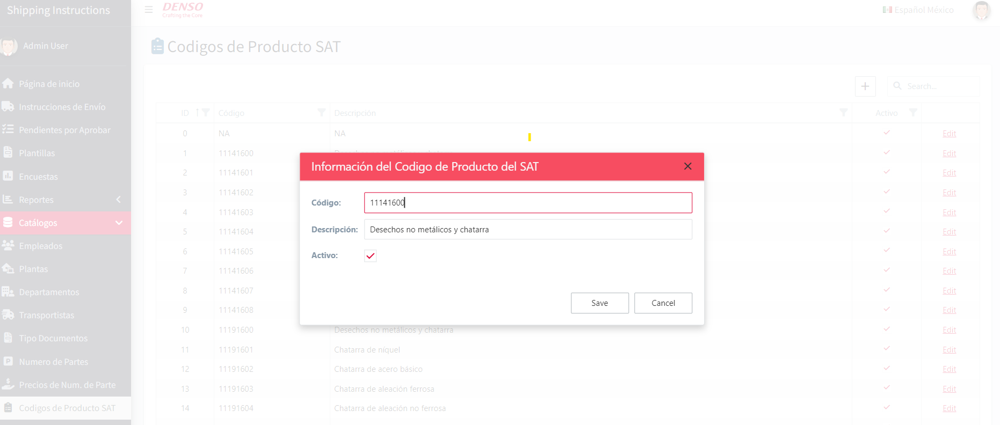 Shipping Instructions
DENSO
Crafting the Core
Español México
Admin User
Codigos de Producto SAT
Página de inicio
Instrucciones de Envío
Pendientes por Aprobar
Plantillas
Encuestas
Reportes
Catálogos
Empleados
Plantas
Departamentos
Transportistas
Tipo Documentos
Numero de Partes
Precios de Num. de Parte
Codigos de Producto SAT
Search...
ID Código Descripción Activo
0 NA NA Edit
1 11141600 Edit
2 11141601 Edit
3 11141602 Edit
4 11141603 Edit
5 11141604 Edit
6 11141605 Edit
7 11141606 Edit
8 11141607 Edit
9 11141608 Edit
10 11191600 Desechos no metálicos y chatarra Edit
11 11191601 Chatarra de níquel Edit
12 11191602 Chatarra de acero básico Edit
13 11191603 Chatarra de aleación ferrosa Edit
14 11191604 Chatarra de aleación no ferrosa Edit
Información del Codigo de Producto del SAT
Código: 11141600
Descripción: Desechos no metálicos y chatarra
Activo:
Save Cancel